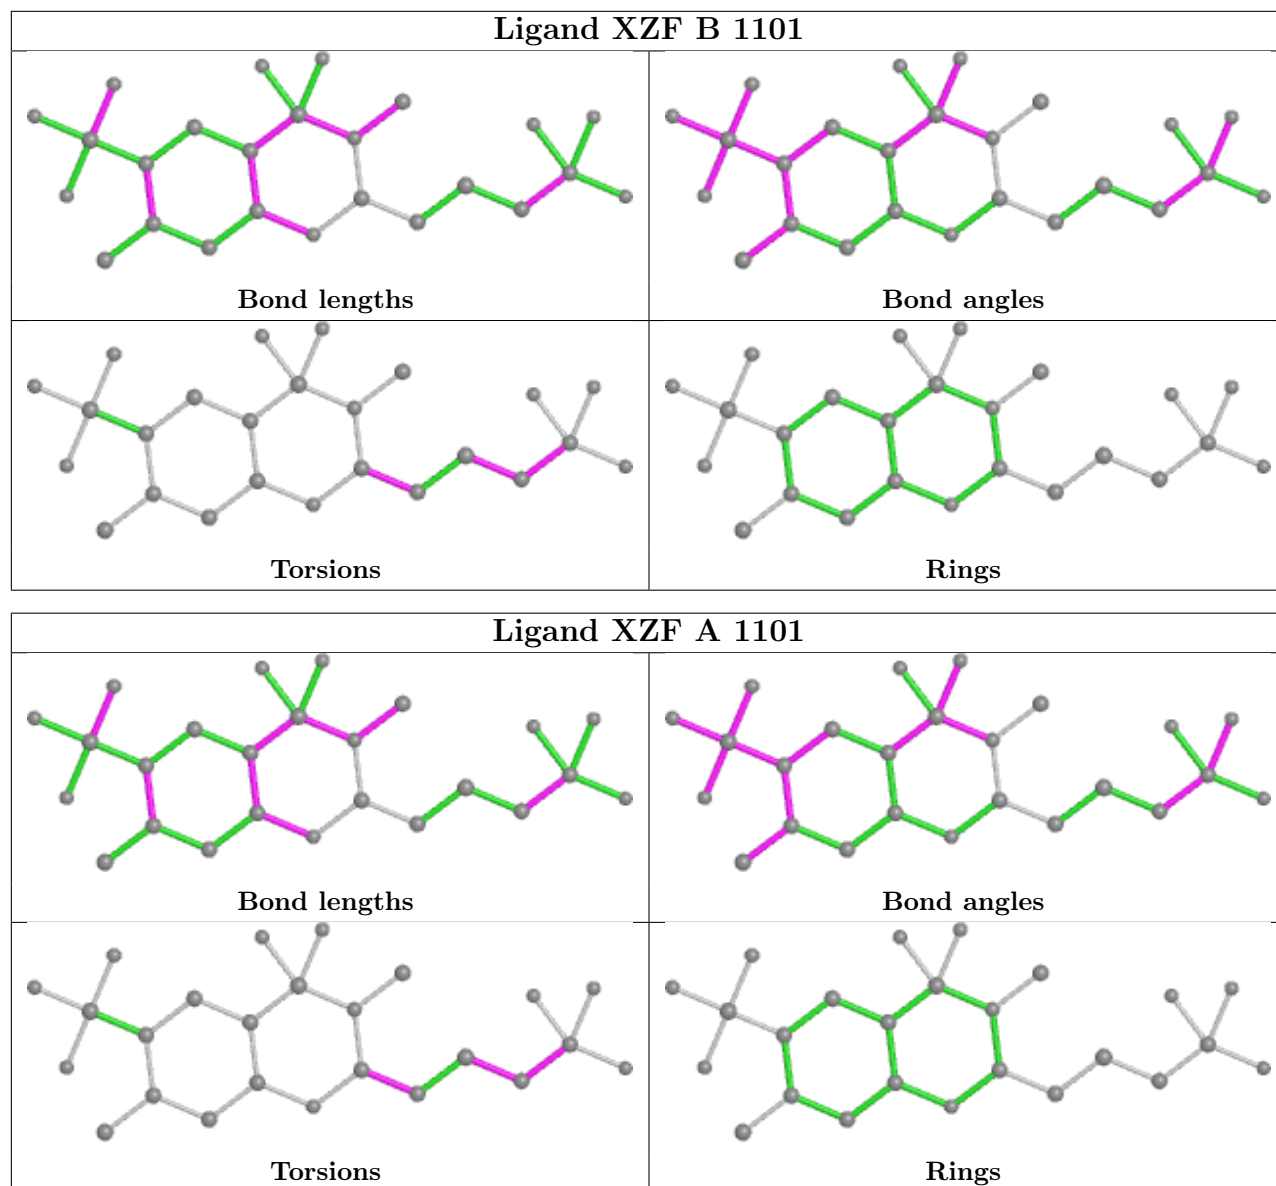 Ligand XZF B 1101
Bond lengths
Bond angles
Torsions
Rings
Ligand XZF A 1101
Bond lengths
Bond angles
Torsions
Rings